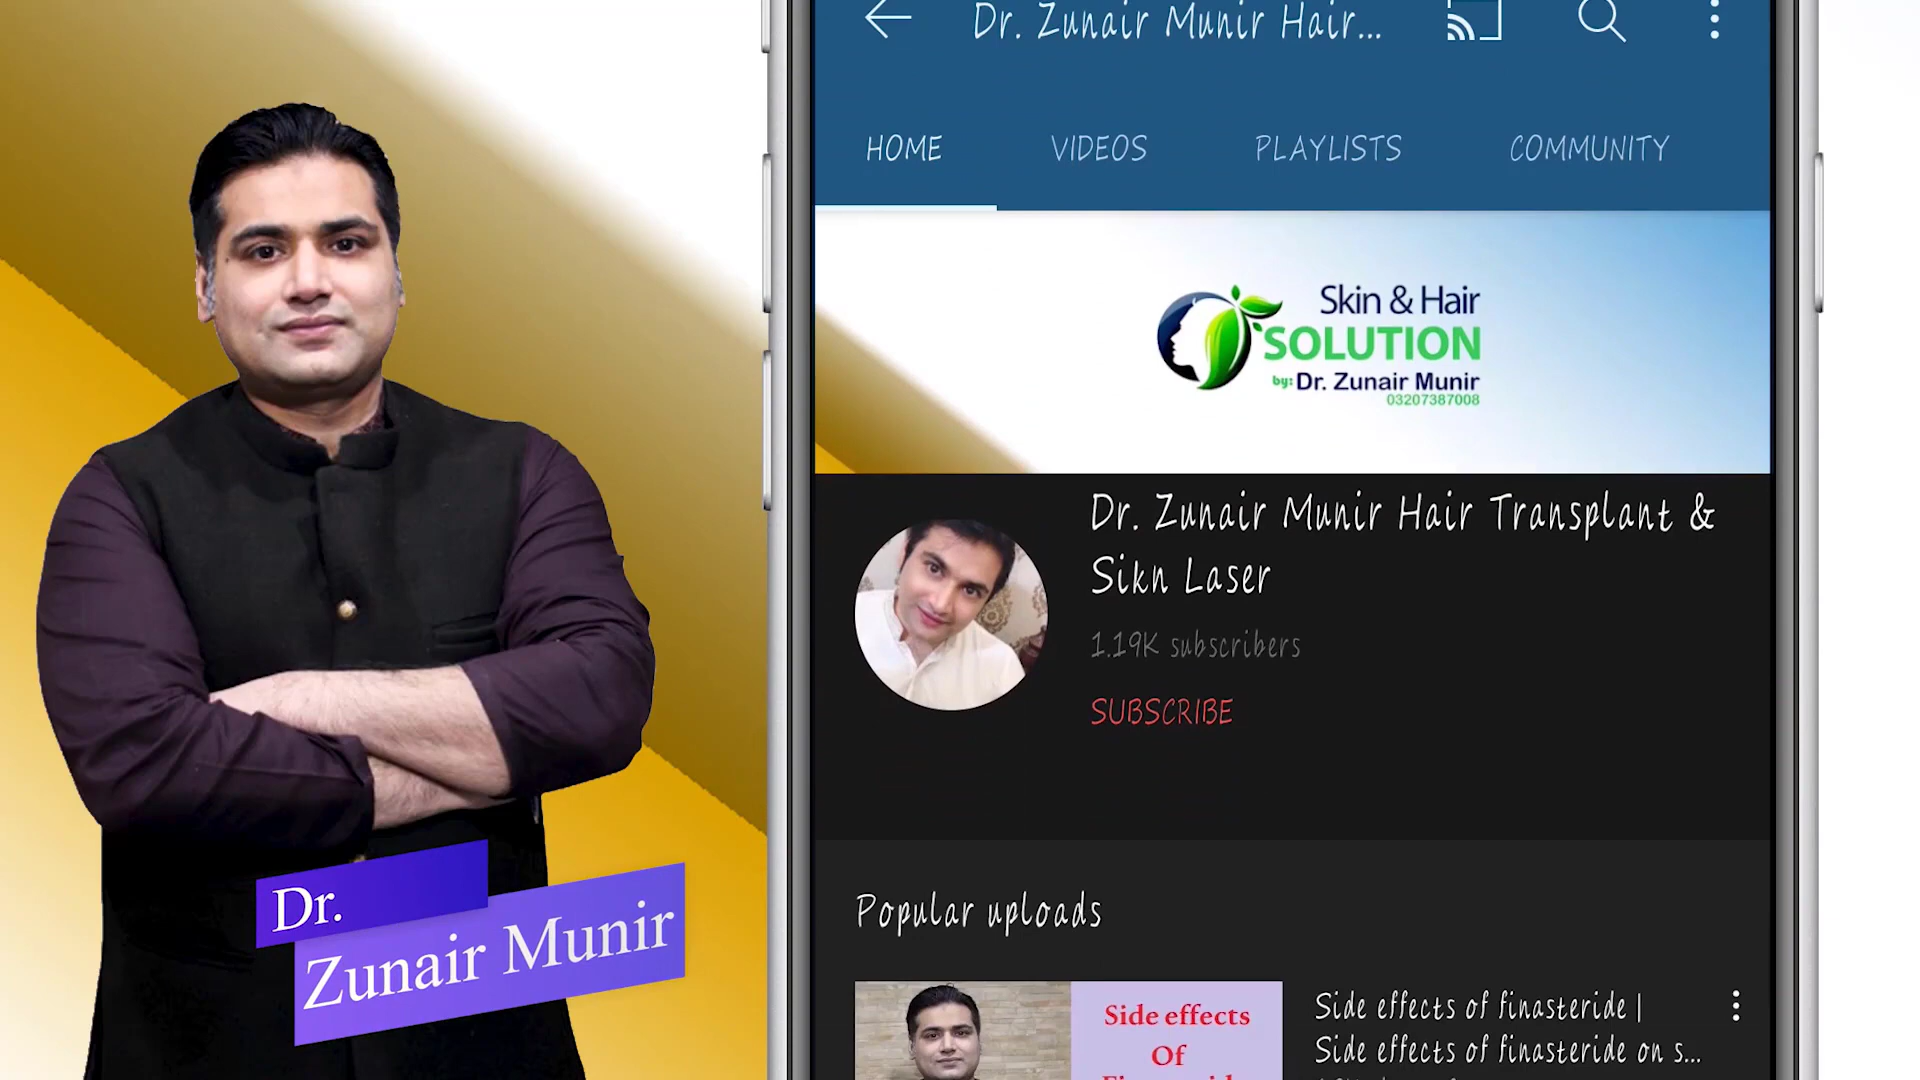 Dr. Zunair Munir Hair...
HOME
VIDEOS
PLAYLISTS
COMMUNITY
Skin & Hair
SOLUTION
by: Dr. Zunair Munir
03207387008
Dr. Zunair Munir Hair Transplant &
Sikn Laser
1.19K subscribers
SUBSCRIBE
Popular uploads
Side effects
Of
Side effects of finasteride |
Side effects of finasteride on s...
Dr.
Zunair Munir